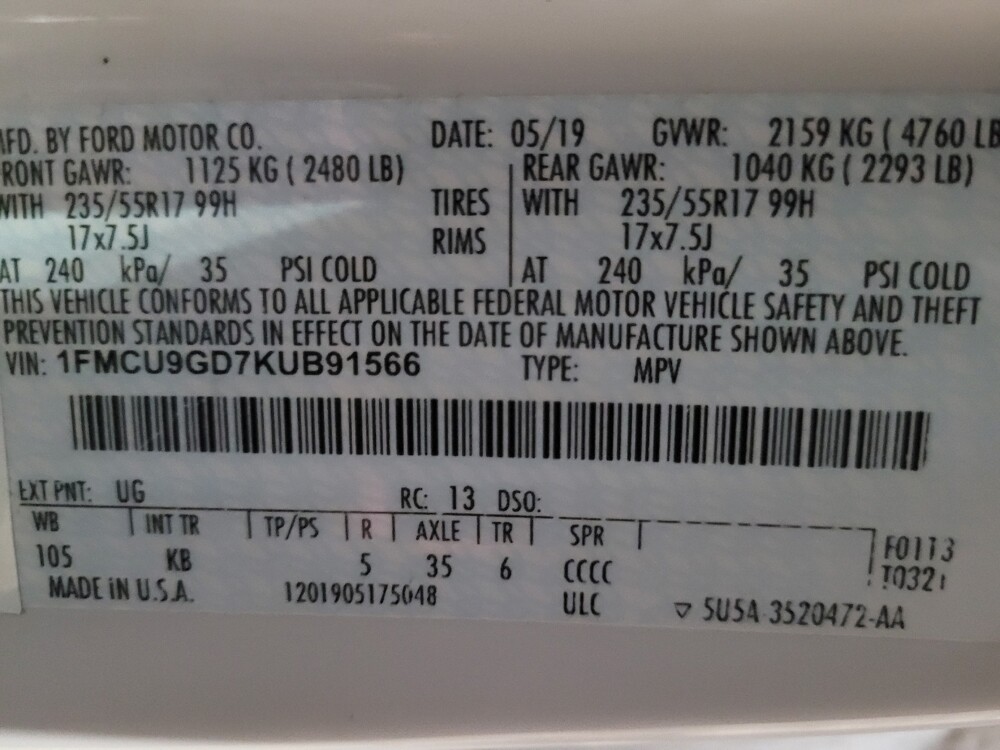 MFD. BY FORD MOTOR CO. DATE: 05/19 GVWR: 2159 KG ( 4760 LB
FRONT GAWR: 1125 KG ( 2480 LB) REAR GAWR: 1040 KG ( 2293 LB)
WITH 235/55R17 99H TIRES WITH 235/55R17 99H
17x7.5J RIMS 17x7.5J
AT 240 kPa/ 35 PSI COLD AT 240 kPa/ 35 PSI COLD
THIS VEHICLE CONFORMS TO ALL APPLICABLE FEDERAL MOTOR VEHICLE SAFETY AND THEFT
PREVENTION STANDARDS IN EFFECT ON THE DATE OF MANUFACTURE SHOWN ABOVE.
VIN: 1FMCU9GD7KUB91566 TYPE: MPV
EXT PNT: UG RC: 13 DSO:
WB INT TR TP/PS R AXLE TR SPR F0113
105 KB 5 35 6 CCCC
MADE IN U.S.A. 1201905175048 ULC ▽ 5U5A-3520472-AA